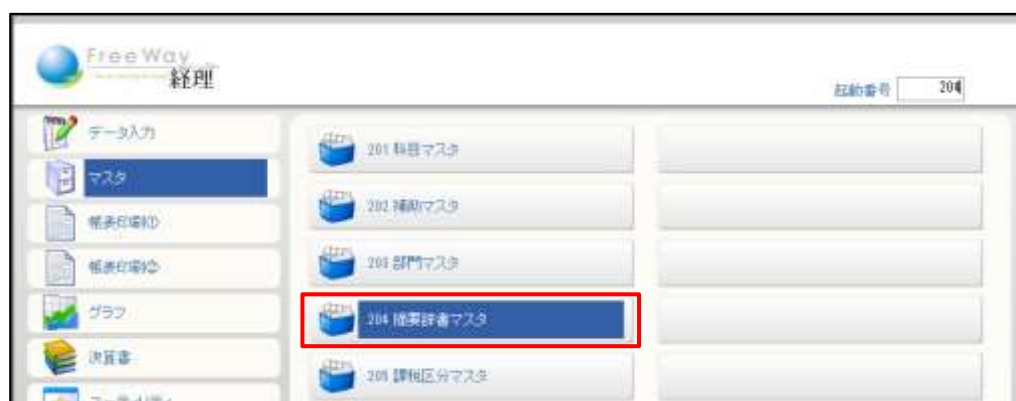 FreeWay
経理
起動番号 204
データ入力
マスタ
帳表印刷①
帳表印刷②
グラフ
決算書
201 科目マスタ
202 補助マスタ
203 部門マスタ
204 摘要辞書マスタ
205 課税区分マスタ